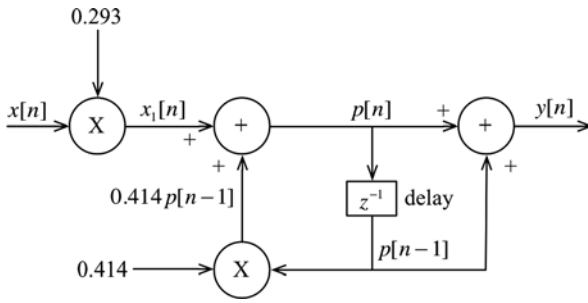 0.293
x[n]
X
x₁[n]
+
+
+
p[n]
+
+
+
y[n]
0.414 p[n−1]
z⁻¹
delay
p[n−1]
0.414
X